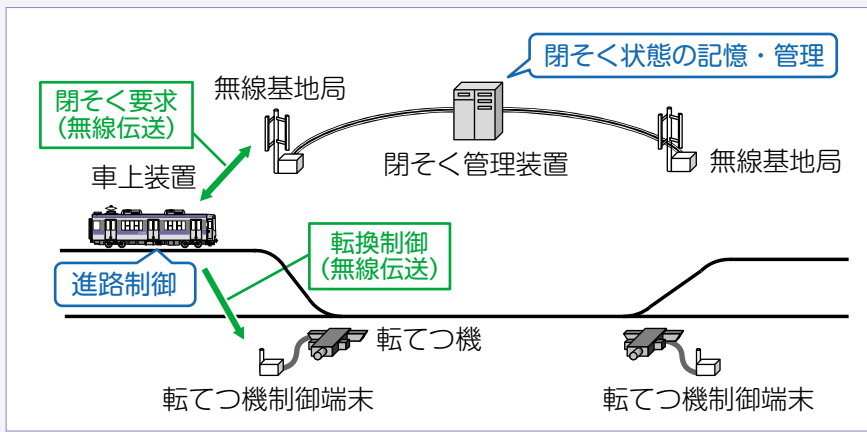 閉そく状態の記憶・管理
無線基地局
閉そく要求
(無線伝送)
閉そく管理装置
無線基地局
車上装置
転換制御
(無線伝送)
進路制御
転てつ機
転てつ機制御端末
転てつ機制御端末